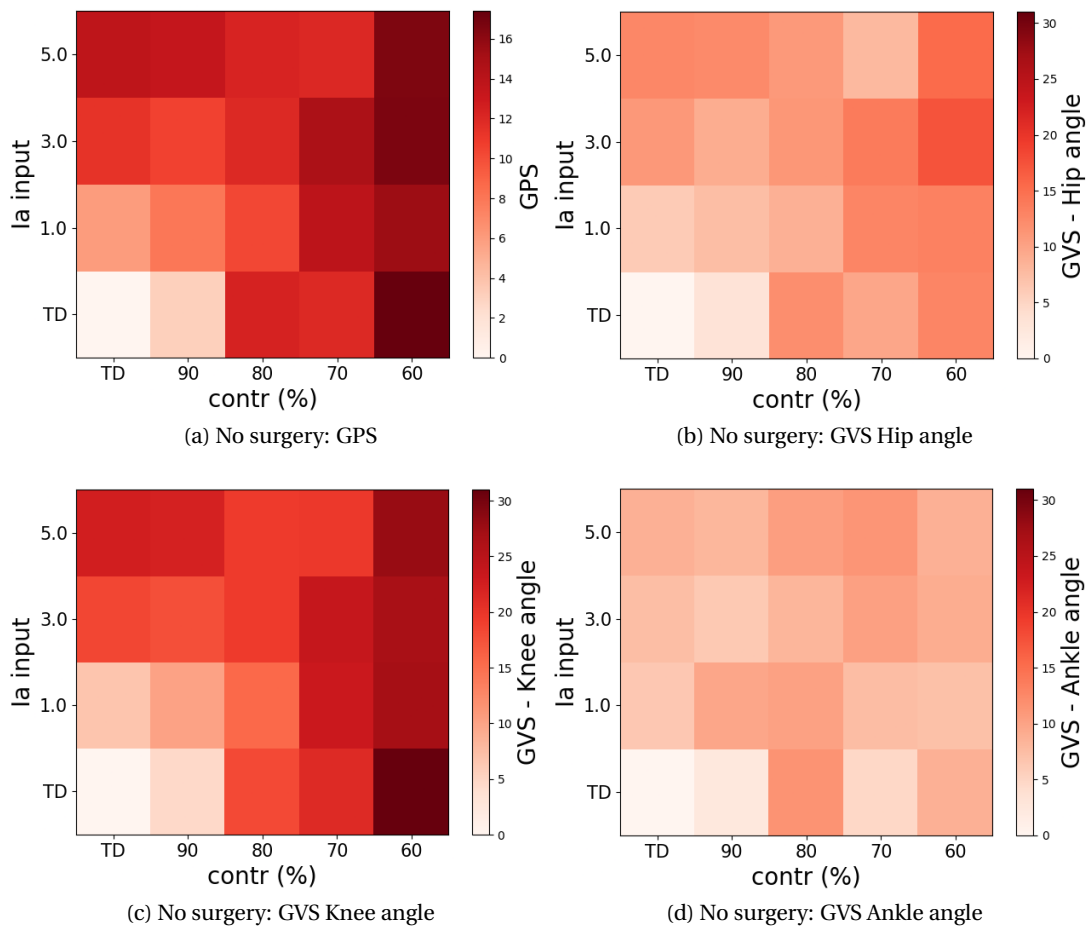 5.0
3.0
1.0
TD
Ia input
TD 90 80 70 60
contr (%)
16
14
12
10
8
6
4
2
0
GPS
(a) No surgery: GPS
5.0
3.0
1.0
TD
Ia input
TD 90 80 70 60
contr (%)
30
25
20
15
10
5
0
GVS - Hip angle
(b) No surgery: GVS Hip angle
5.0
3.0
1.0
TD
Ia input
TD 90 80 70 60
contr (%)
30
25
20
15
10
5
0
GVS - Knee angle
(c) No surgery: GVS Knee angle
5.0
3.0
1.0
TD
Ia input
TD 90 80 70 60
contr (%)
30
25
20
15
10
5
0
GVS - Ankle angle
(d) No surgery: GVS Ankle angle